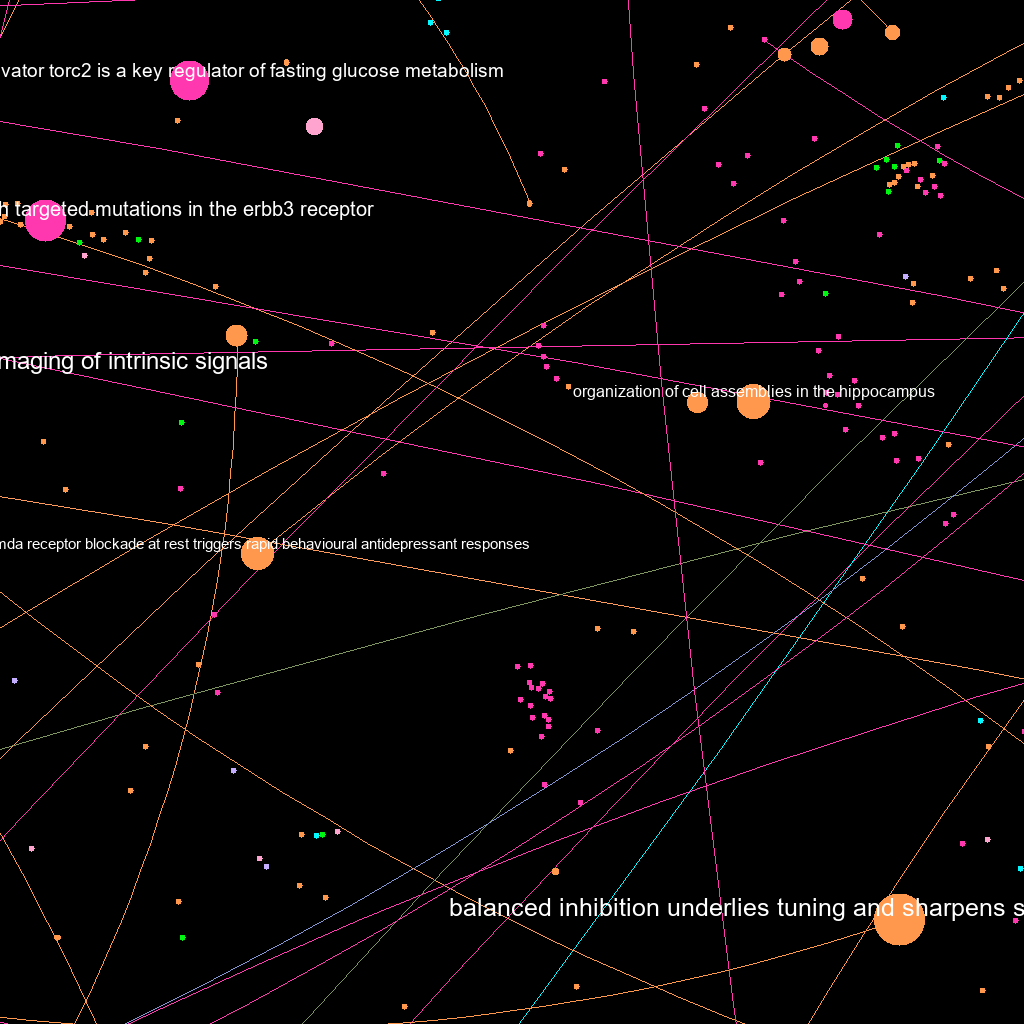 vator torc2 is a key regulator of fasting glucose metabolism
h targeted mutations in the erbb3 receptor
maging of intrinsic signals
organization of cell assemblies in the hippocampus
mda receptor blockade at rest triggers rapid behavioural antidepressant responses
balanced inhibition underlies tuning and sharpens s